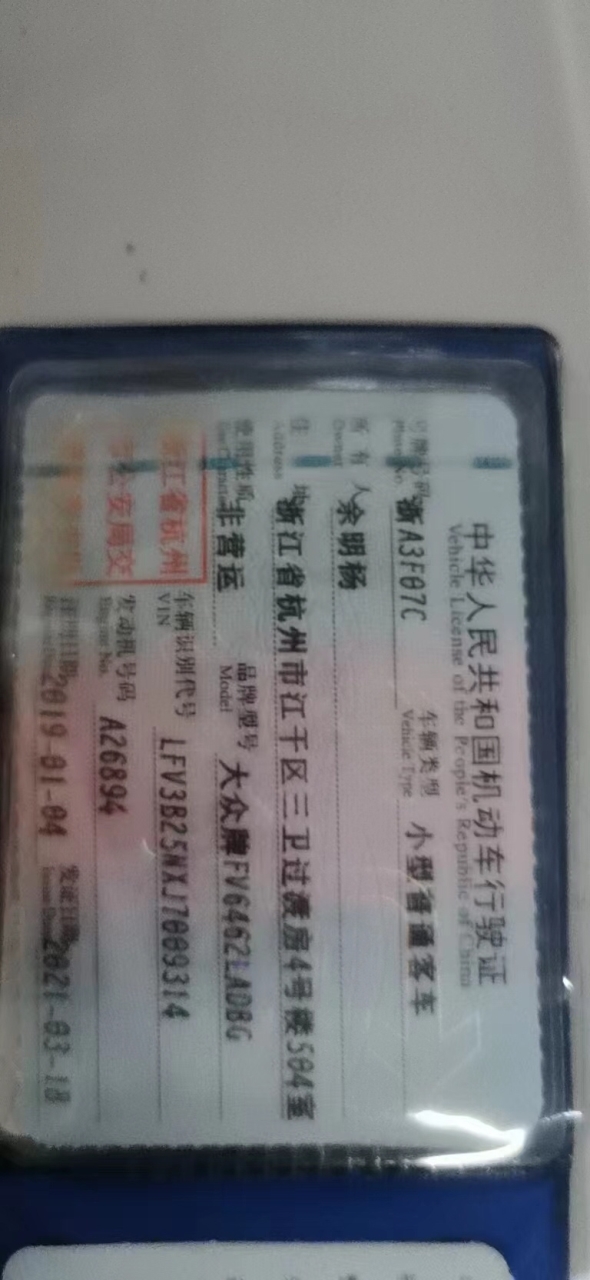 中华人民共和国机动车行驶证
Vehicle License of the People's Republic of China
号牌号码 浙A3F07C 车辆类型 小型普通客车
Plate No. Vehicle Type
所有人 余明杨
Owner
住址 浙江省杭州市江干区三卫过渡房4号楼504室
Address
使用性质 非营运 品牌型号 大众牌FV6462LADBG
Model
浙江省杭州
市公安局交
车辆识别代号 LFV3B25NXJ7009314
VIN
发动机号码 A26894
Engine No.
注册日期 2019-01-04 发证日期 2021-03-18